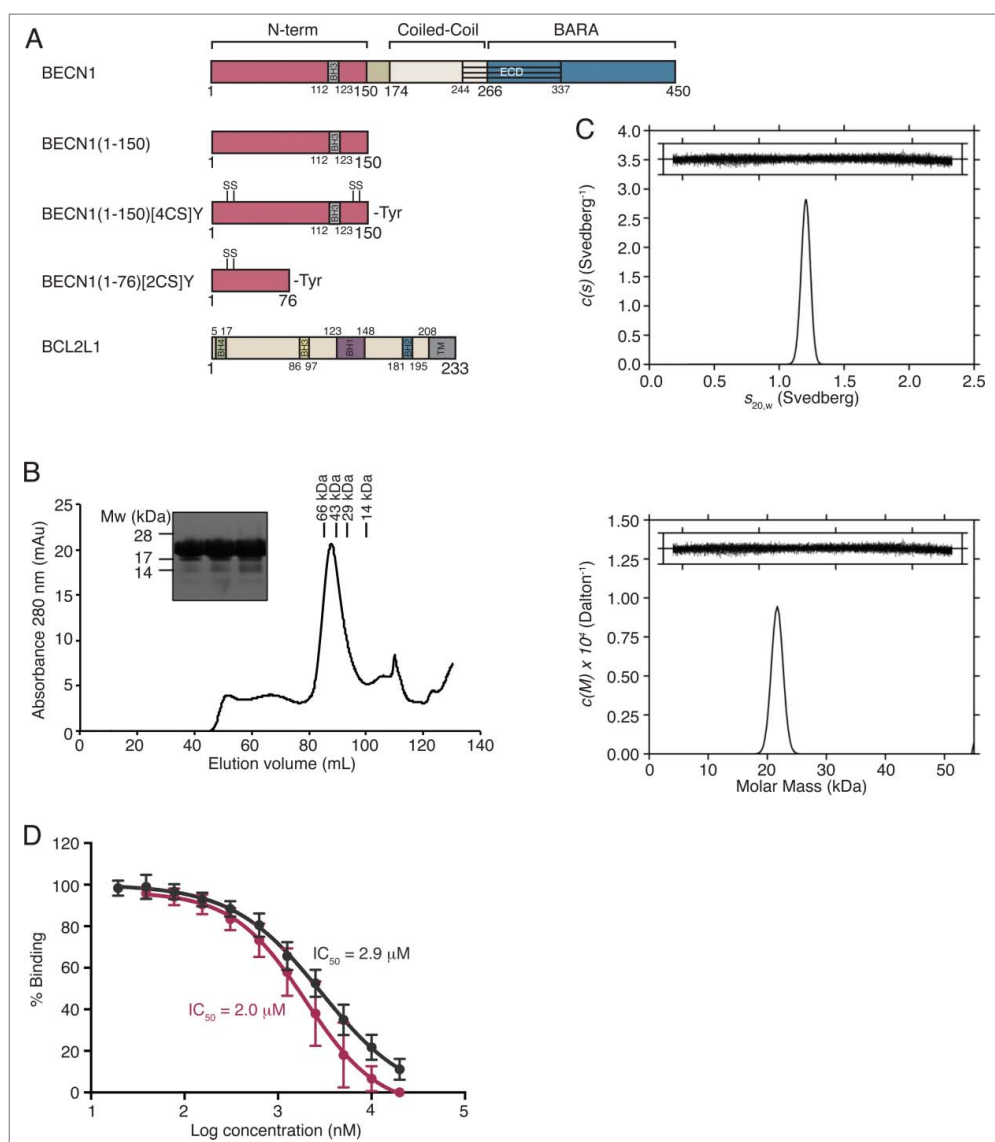 A
N-term Coiled-Coil BARA
BECN1
BH3
ECD
1 112 123 150 174 244 266 337 450
BECN1(1-150)
BH3
1 112 123 150
SS SS
BECN1(1-150)[4CS]Y
BH3
-Tyr
1 112 123 150
SS
BECN1(1-76)[2CS]Y
-Tyr
1 76
5 17 123 148 208
BCL2L1
BH4 BH3 BH1 BH2 TM
1 86 97 181 195 233
B
Absorbance 280 nm (mAu)
25
20
15
10
5
0
Mw (kDa)
28
17
14
66 kDa
43 kDa
29 kDa
14 kDa
0 20 40 60 80 100 120 140
Elution volume (mL)
C
c(s) (Svedberg⁻¹)
4.0
3.5
3.0
2.5
2.0
1.5
1.0
0.5
0.0
0.0 0.5 1.0 1.5 2.0 2.5
s20,w (Svedberg)
c(M) x 10⁴ (Dalton⁻¹)
1.50
1.25
1.00
0.75
0.50
0.25
0.00
0 10 20 30 40 50
Molar Mass (kDa)
D
% Binding
120
100
80
60
40
20
0
IC50 = 2.9 μM
IC50 = 2.0 μM
1 2 3 4 5
Log concentration (nM)